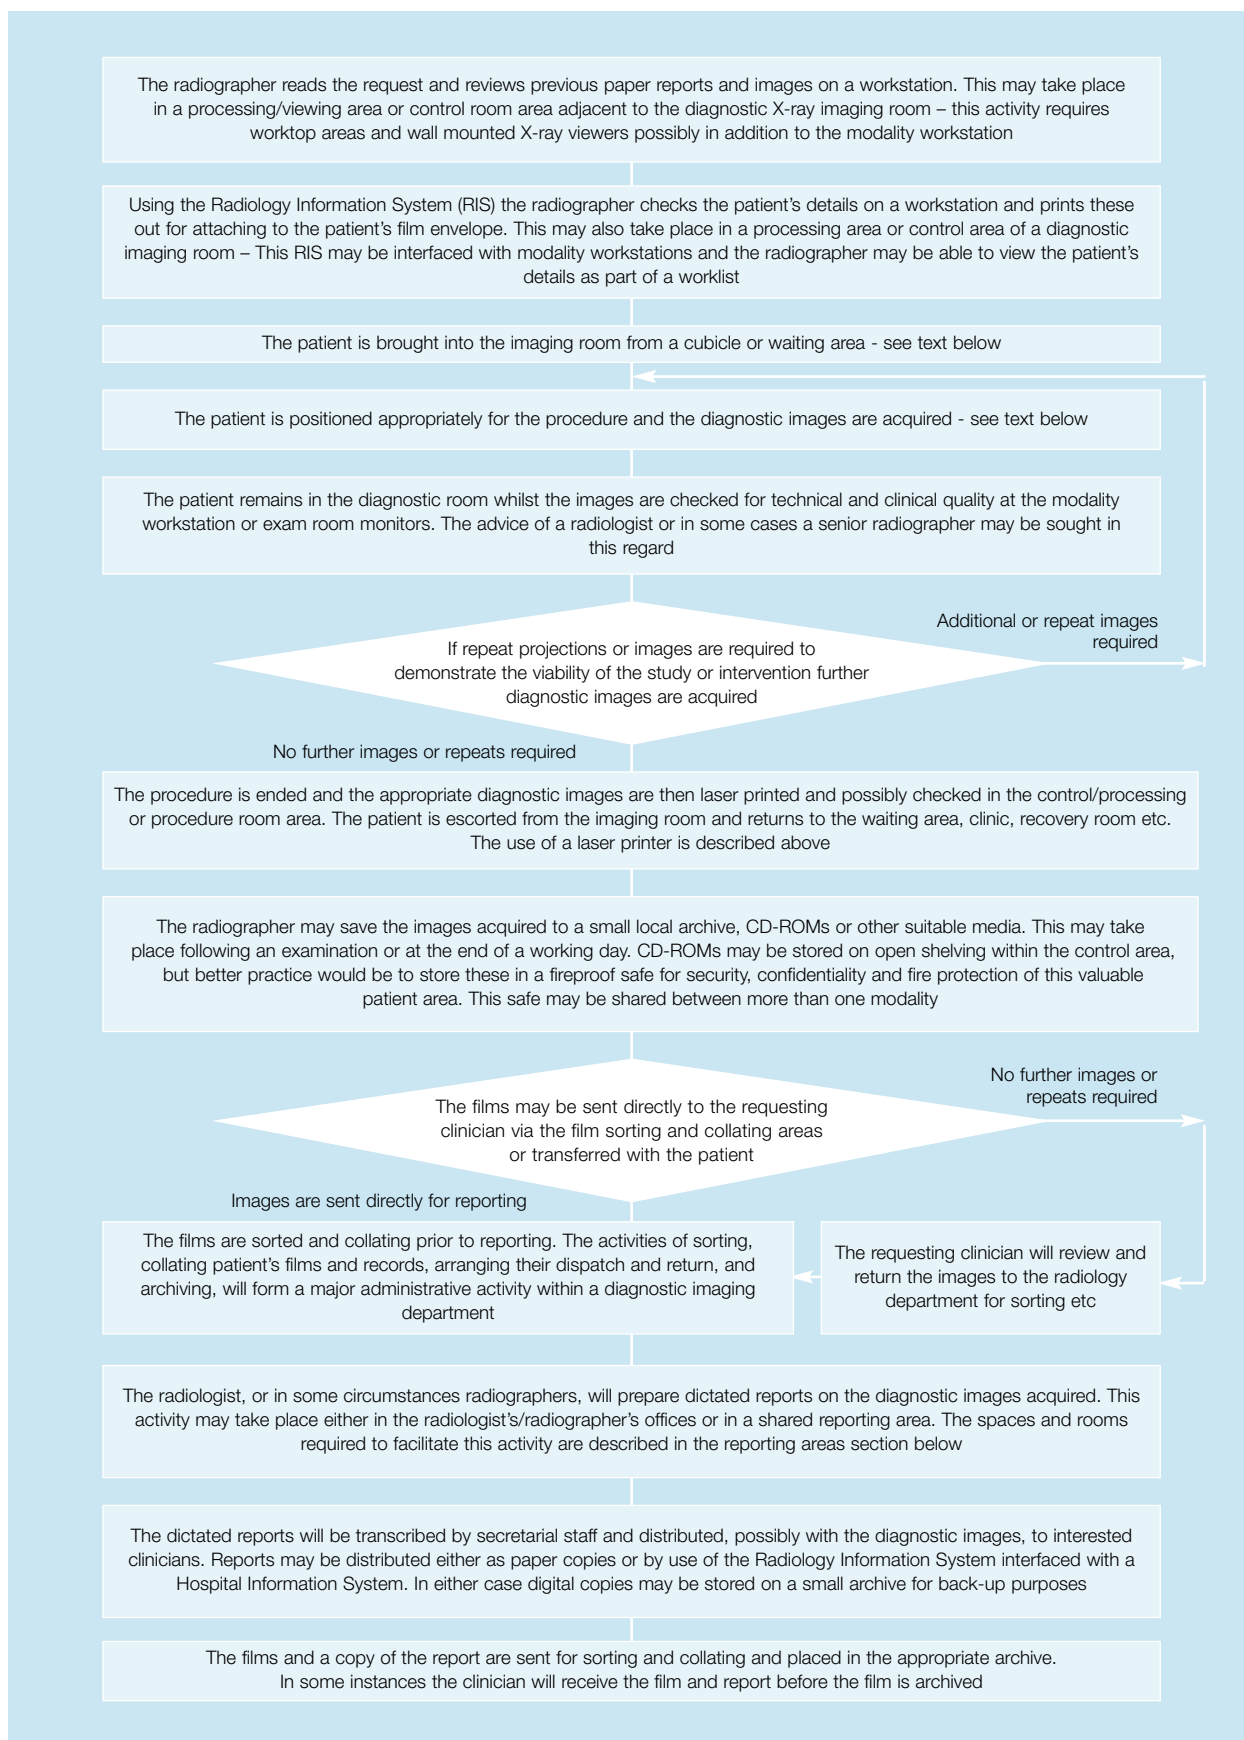 The radiographer reads the request and reviews previous paper reports and images on a workstation. This may take place
in a processing/viewing area or control room area adjacent to the diagnostic X-ray imaging room – this activity requires
worktop areas and wall mounted X-ray viewers possibly in addition to the modality workstation
Using the Radiology Information System (RIS) the radiographer checks the patient's details on a workstation and prints these
out for attaching to the patient's film envelope. This may also take place in a processing area or control area of a diagnostic
imaging room – This RIS may be interfaced with modality workstations and the radiographer may be able to view the patient's
details as part of a worklist
The patient is brought into the imaging room from a cubicle or waiting area - see text below
The patient is positioned appropriately for the procedure and the diagnostic images are acquired - see text below
The patient remains in the diagnostic room whilst the images are checked for technical and clinical quality at the modality
workstation or exam room monitors. The advice of a radiologist or in some cases a senior radiographer may be sought in
this regard
Additional or repeat images
required
If repeat projections or images are required to
demonstrate the viability of the study or intervention further
diagnostic images are acquired
No further images or repeats required
The procedure is ended and the appropriate diagnostic images are then laser printed and possibly checked in the control/processing
or procedure room area. The patient is escorted from the imaging room and returns to the waiting area, clinic, recovery room etc.
The use of a laser printer is described above
The radiographer may save the images acquired to a small local archive, CD-ROMs or other suitable media. This may take
place following an examination or at the end of a working day. CD-ROMs may be stored on open shelving within the control area,
but better practice would be to store these in a fireproof safe for security, confidentiality and fire protection of this valuable
patient area. This safe may be shared between more than one modality
No further images or
repeats required
The films may be sent directly to the requesting
clinician via the film sorting and collating areas
or transferred with the patient
Images are sent directly for reporting
The films are sorted and collating prior to reporting. The activities of sorting,
collating patient's films and records, arranging their dispatch and return, and
archiving, will form a major administrative activity within a diagnostic imaging
department
The requesting clinician will review and
return the images to the radiology
department for sorting etc
The radiologist, or in some circumstances radiographers, will prepare dictated reports on the diagnostic images acquired. This
activity may take place either in the radiologist's/radiographer's offices or in a shared reporting area. The spaces and rooms
required to facilitate this activity are described in the reporting areas section below
The dictated reports will be transcribed by secretarial staff and distributed, possibly with the diagnostic images, to interested
clinicians. Reports may be distributed either as paper copies or by use of the Radiology Information System interfaced with a
Hospital Information System. In either case digital copies may be stored on a small archive for back-up purposes
The films and a copy of the report are sent for sorting and collating and placed in the appropriate archive.
In some instances the clinician will receive the film and report before the film is archived